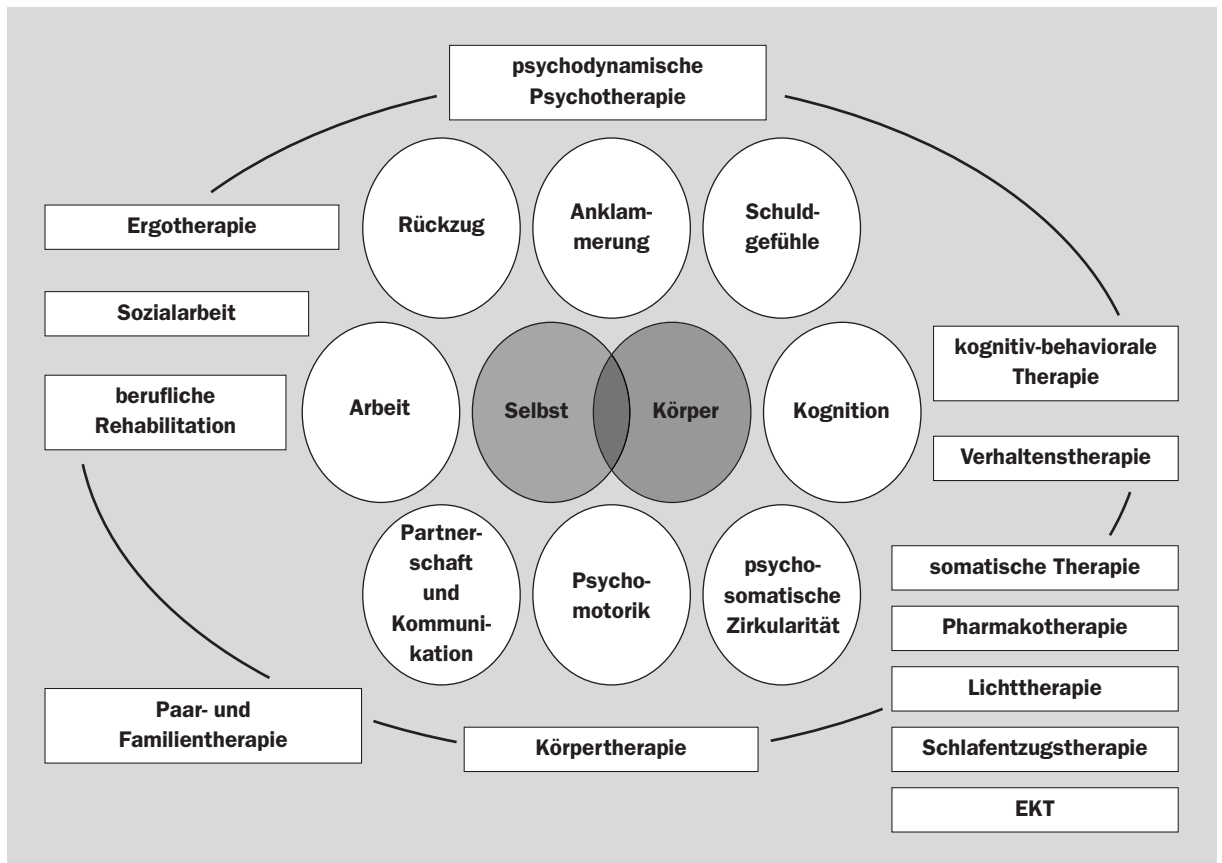 psychodynamische
Psychotherapie
Rückzug
Anklam-
merung
Schuld-
gefühle
Ergotherapie
Sozialarbeit
berufliche
Rehabilitation
Arbeit
Selbst
Körper
Kognition
kognitiv-behaviorale
Therapie
Verhaltenstherapie
Partner-
schaft
und
Kommuni-
kation
Psycho-
motorik
psycho-
somatische
Zirkularität
somatische Therapie
Pharmakotherapie
Lichttherapie
Schlafentzugstherapie
EKT
Paar- und
Familientherapie
Körpertherapie